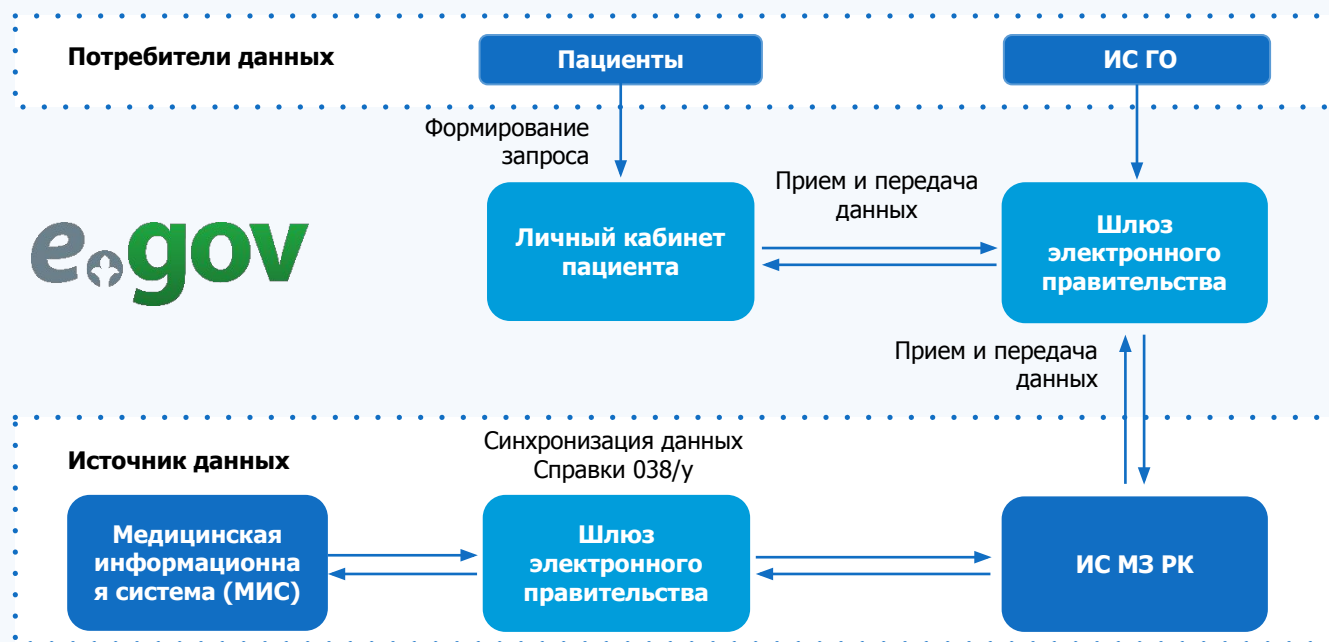 Потребители данных
Пациенты
ИС ГО
Формирование
запроса
Прием и передача
данных
e.gov
Личный кабинет
пациента
Шлюз
электронного
правительства
Прием и передача
данных
Синхронизация данных
Справки 038/у
Источник данных
Медицинская
информационна
я система (МИС)
Шлюз
электронного
правительства
ИС МЗ РК